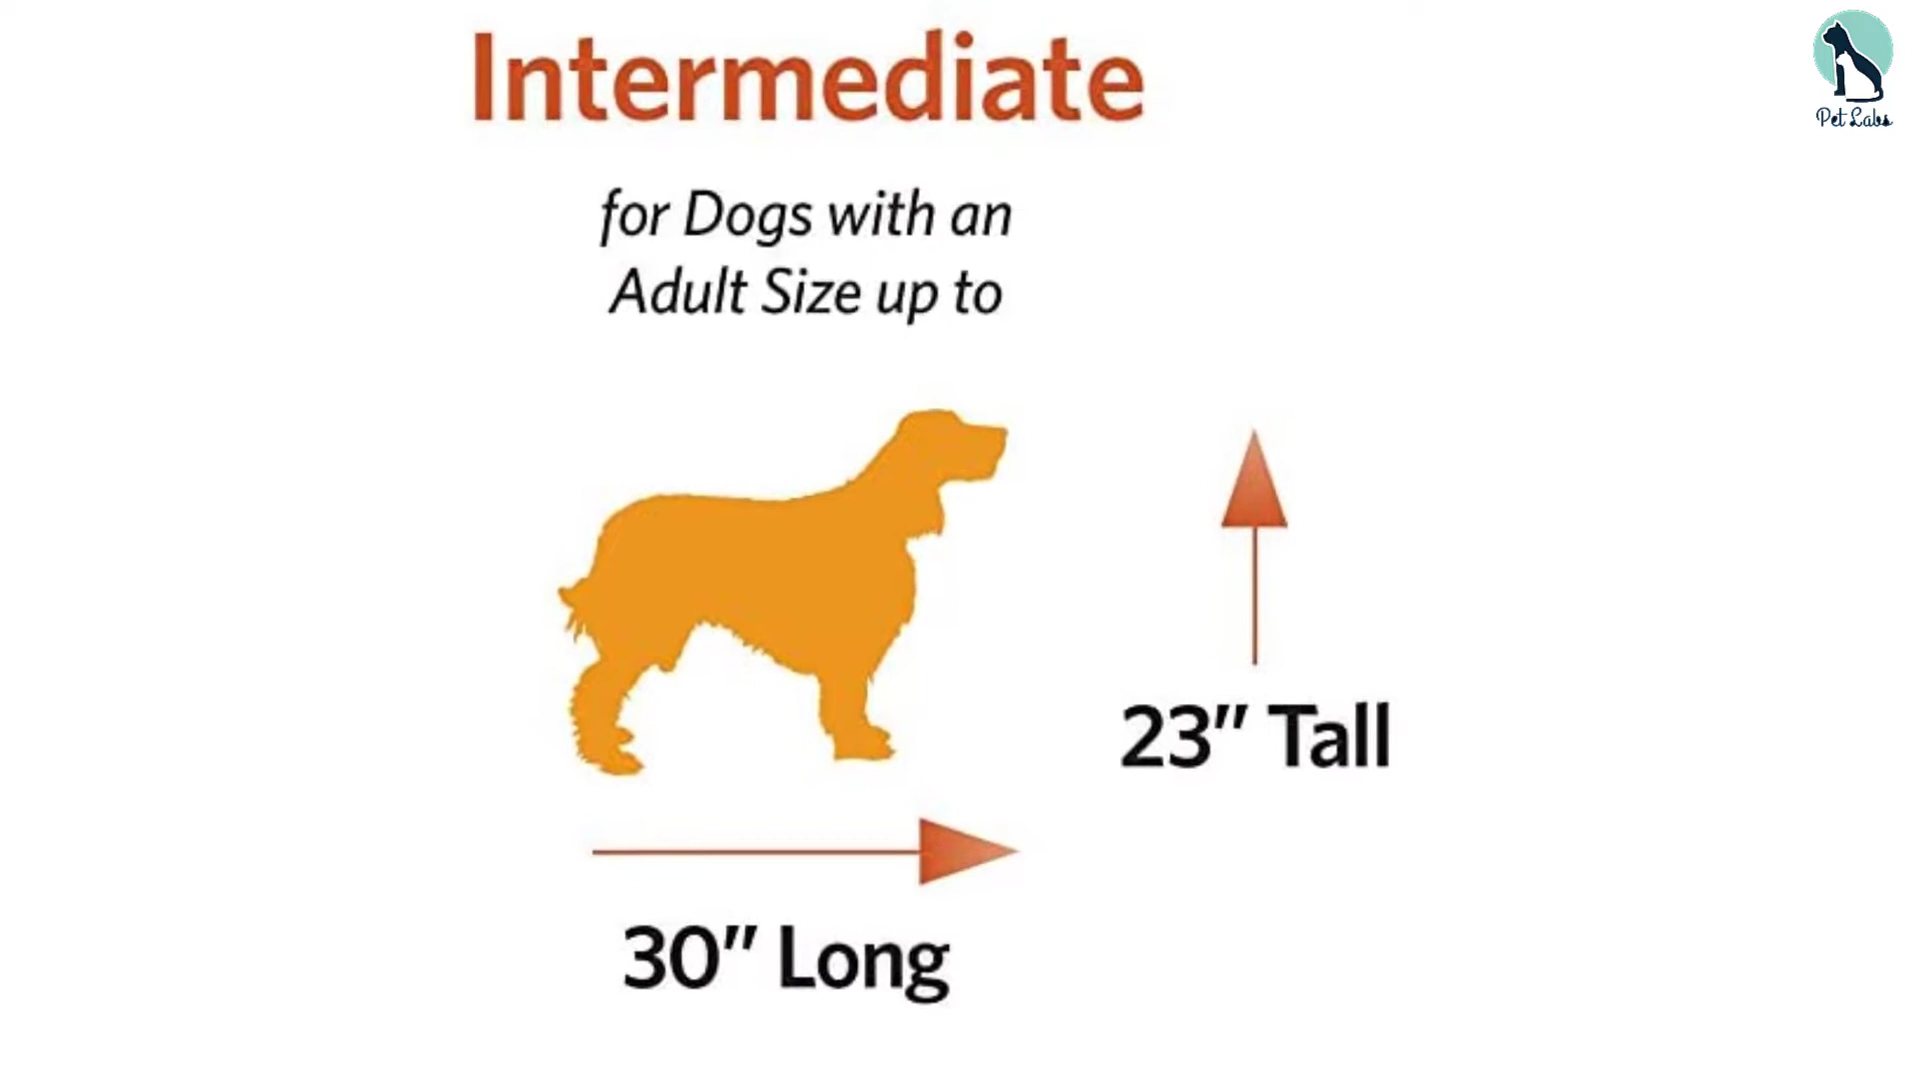 Intermediate
Pet Labs
for Dogs with an
Adult Size up to
23" Tall
30" Long